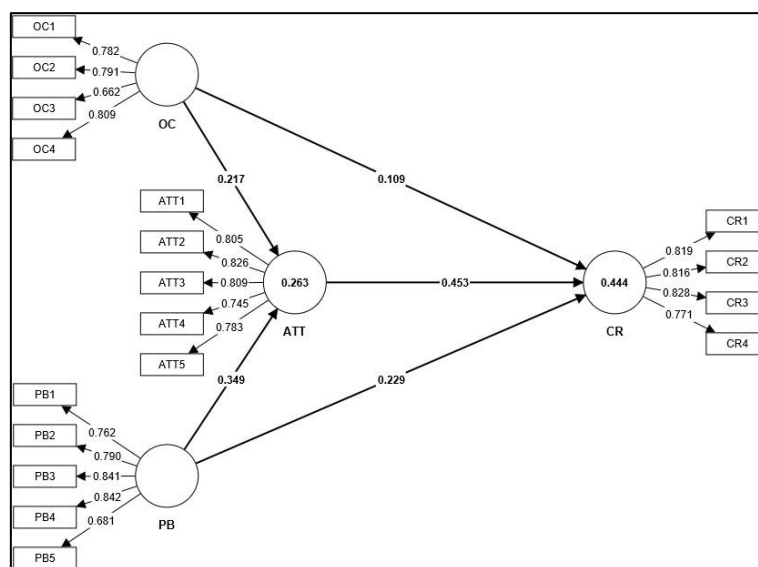 OC1
0.782
OC2
0.791
OC3
0.662
OC4
0.809
OC
0.217
0.109
ATT1
0.805
ATT2
0.826
ATT3
0.809
ATT4
0.745
ATT5
0.783
0.263
ATT
0.453
0.444
CR
CR1
0.819
CR2
0.816
CR3
0.828
CR4
0.771
0.349
0.229
PB1
0.762
PB2
0.790
PB3
0.841
PB4
0.842
PB5
0.681
PB